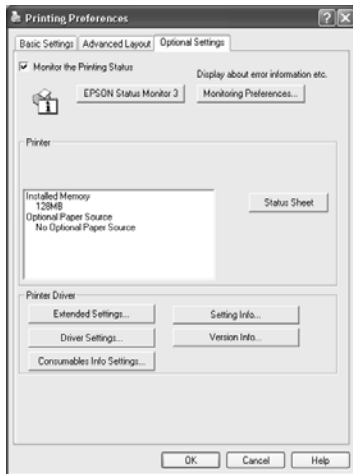 Printing Preferences
Basic Settings Advanced Layout Optional Settings
Monitor the Printing Status
Display about error information etc.
EPSON Status Monitor 3 Monitoring Preferences...
Printer
Installed Memory
128MB
Optional Paper Source
No Optional Paper Source
Status Sheet
Printer Driver
Extended Settings... Setting Info...
Driver Settings... Version Info...
Consumables Info Settings...
OK Cancel Help